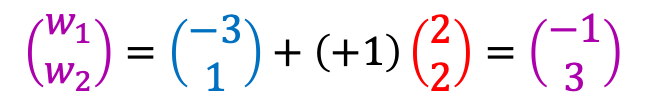 (w₁ w₂) = (−3 1) + (+1) (2 2) = (−1 3)